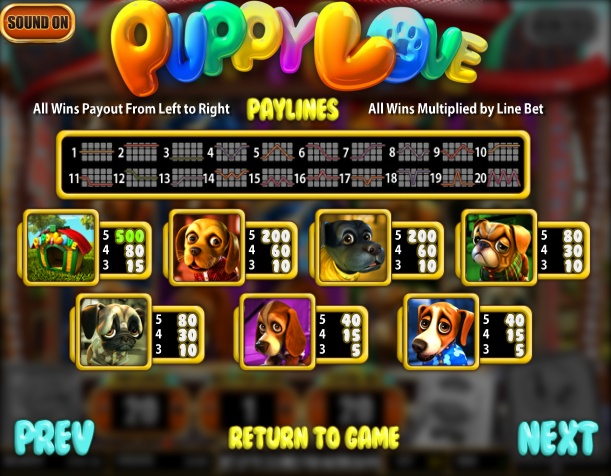 SOUND ON
PUPPY LOVE
All Wins Payout From Left to Right PAYLINES All Wins Multiplied by Line Bet
1 2 3 4 5 6 7 8 9 10
11 12 13 14 15 16 17 18 19 20
PUPPY LOVE
5 500 5 200 5 200 5 80
4 80 4 60 4 60 4 30
3 15 3 10 3 10 3 10
5 80 5 40 5 40
4 30 4 15 4 15
3 10 3 5 3 5
PREV RETURN TO GAME NEXT